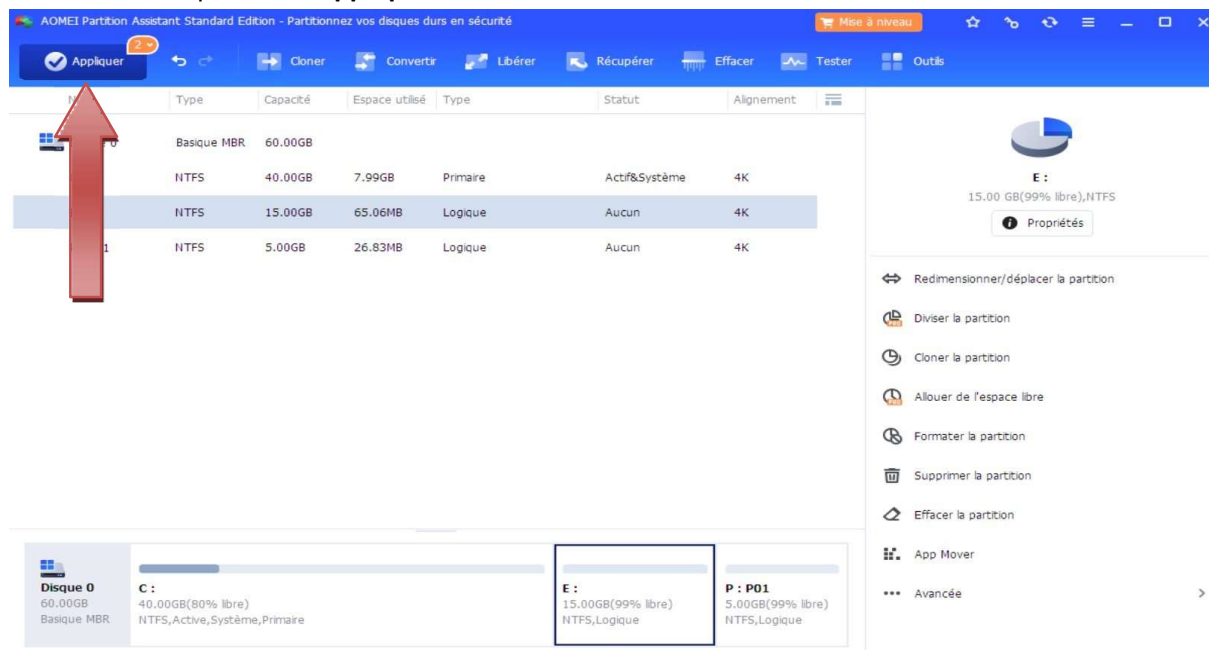 AOMEI Partition Assistant Standard Edition - Partitionnez vos disques durs en sécurité Mise à niveau
Appliquer 2 Cloner Convertir Libérer Récupérer Effacer Tester Outils
Type Capacité Espace utilisé Type Statut Alignement
0 Basique MBR 60.00GB
NTFS 40.00GB 7.99GB Primaire Actif&Système 4K
NTFS 15.00GB 65.06MB Logique Aucun 4K
1 NTFS 5.00GB 26.83MB Logique Aucun 4K
E :
15.00 GB(99% libre),NTFS
Propriétés
Redimensionner/déplacer la partition
Diviser la partition
Cloner la partition
Allouer de l'espace libre
Formater la partition
Supprimer la partition
Effacer la partition
App Mover
Avancée
Disque 0
60.00GB
Basique MBR
C :
40.00GB(80% libre)
NTFS,Active,Système,Primaire
E :
15.00GB(99% libre)
NTFS,Logique
P : P01
5.00GB(99% libre)
NTFS,Logique